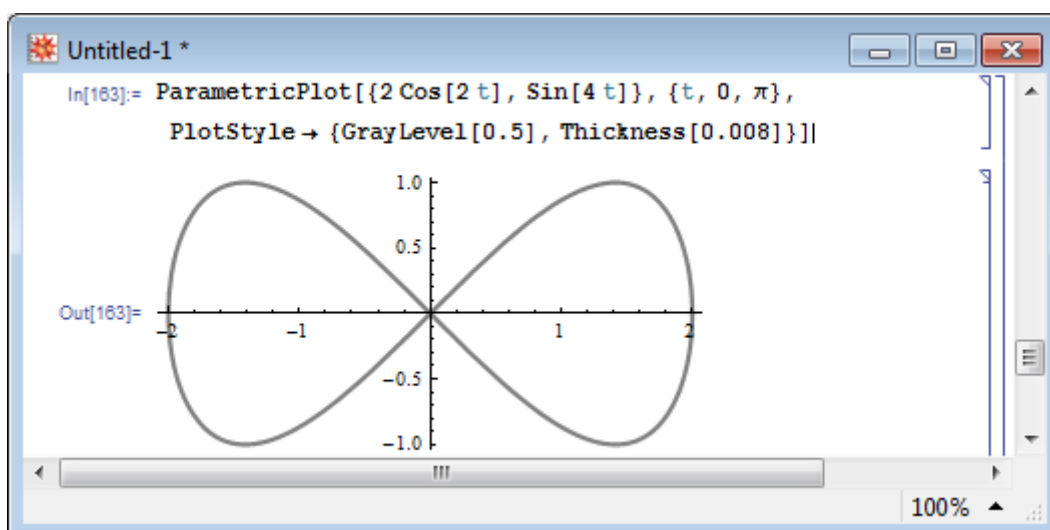 Untitled-1 *
In[163]:= ParametricPlot[{2 Cos[2 t], Sin[4 t]}, {t, 0, π},
PlotStyle → {GrayLevel[0.5], Thickness[0.008]}]
1.0
0.5
Out[163]=
-2 -1 1 2
-0.5
-1.0
100%